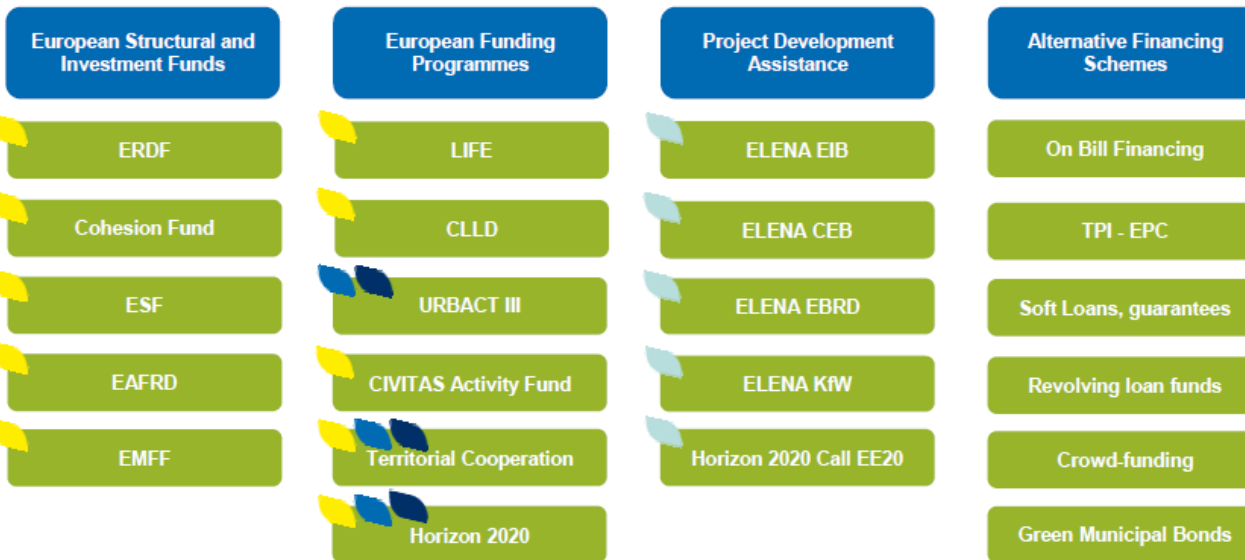 European Structural and
Investment Funds
ERDF
Cohesion Fund
ESF
EAFRD
EMFF
European Funding
Programmes
LIFE
CLLD
URBACT III
CIVITAS Activity Fund
Territorial Cooperation
Horizon 2020
Project Development
Assistance
ELENA EIB
ELENA CEB
ELENA EBRD
ELENA KfW
Horizon 2020 Call EE20
Alternative Financing
Schemes
On Bill Financing
TPI - EPC
Soft Loans, guarantees
Revolving loan funds
Crowd-funding
Green Municipal Bonds